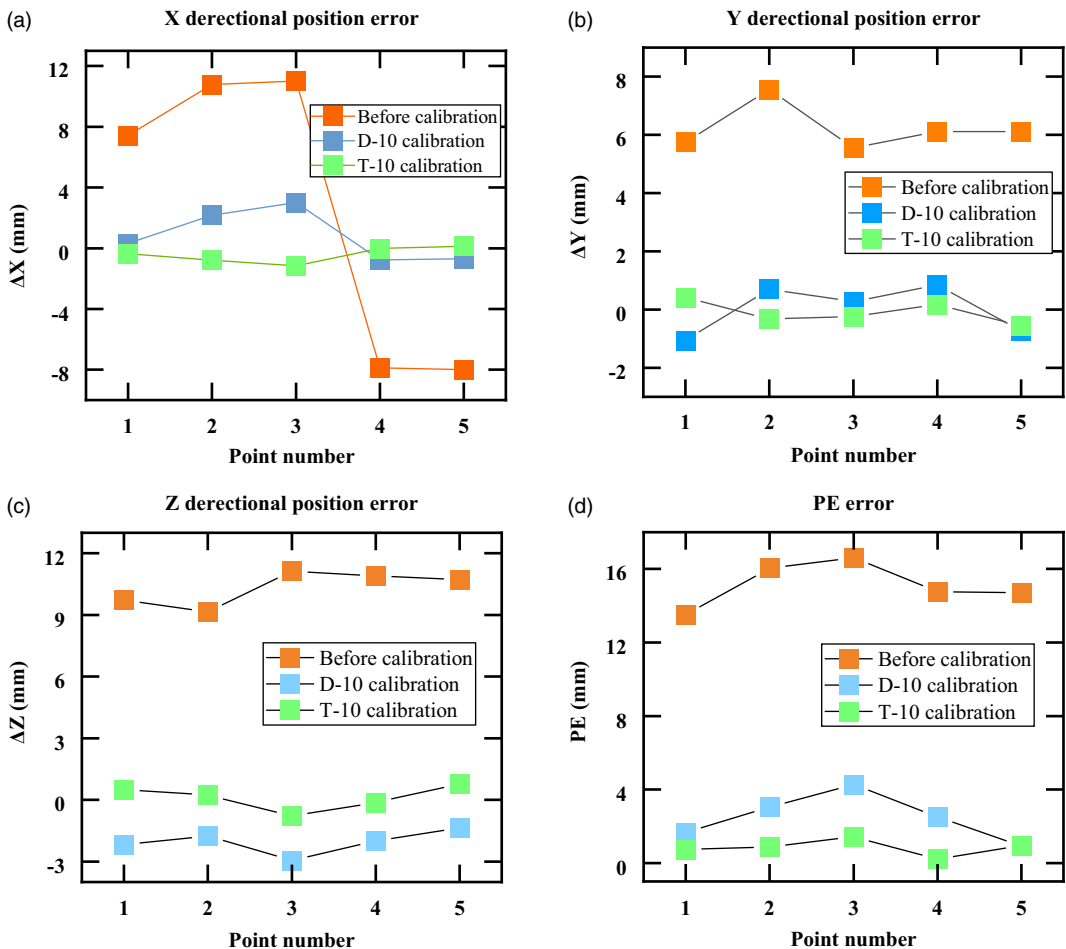 (a)
X derectional position error
12
8
4
0
-4
-8
ΔX (mm)
Before calibration
D-10 calibration
T-10 calibration
1 2 3 4 5
Point number
(b)
Y derectional position error
8
6
4
2
0
-2
ΔY (mm)
Before calibration
D-10 calibration
T-10 calibration
1 2 3 4 5
Point number
(c)
Z derectional position error
12
9
6
3
0
-3
ΔZ (mm)
Before calibration
D-10 calibration
T-10 calibration
1 2 3 4 5
Point number
(d)
PE error
16
12
8
4
0
PE (mm)
Before calibration
D-10 calibration
T-10 calibration
1 2 3 4 5
Point number